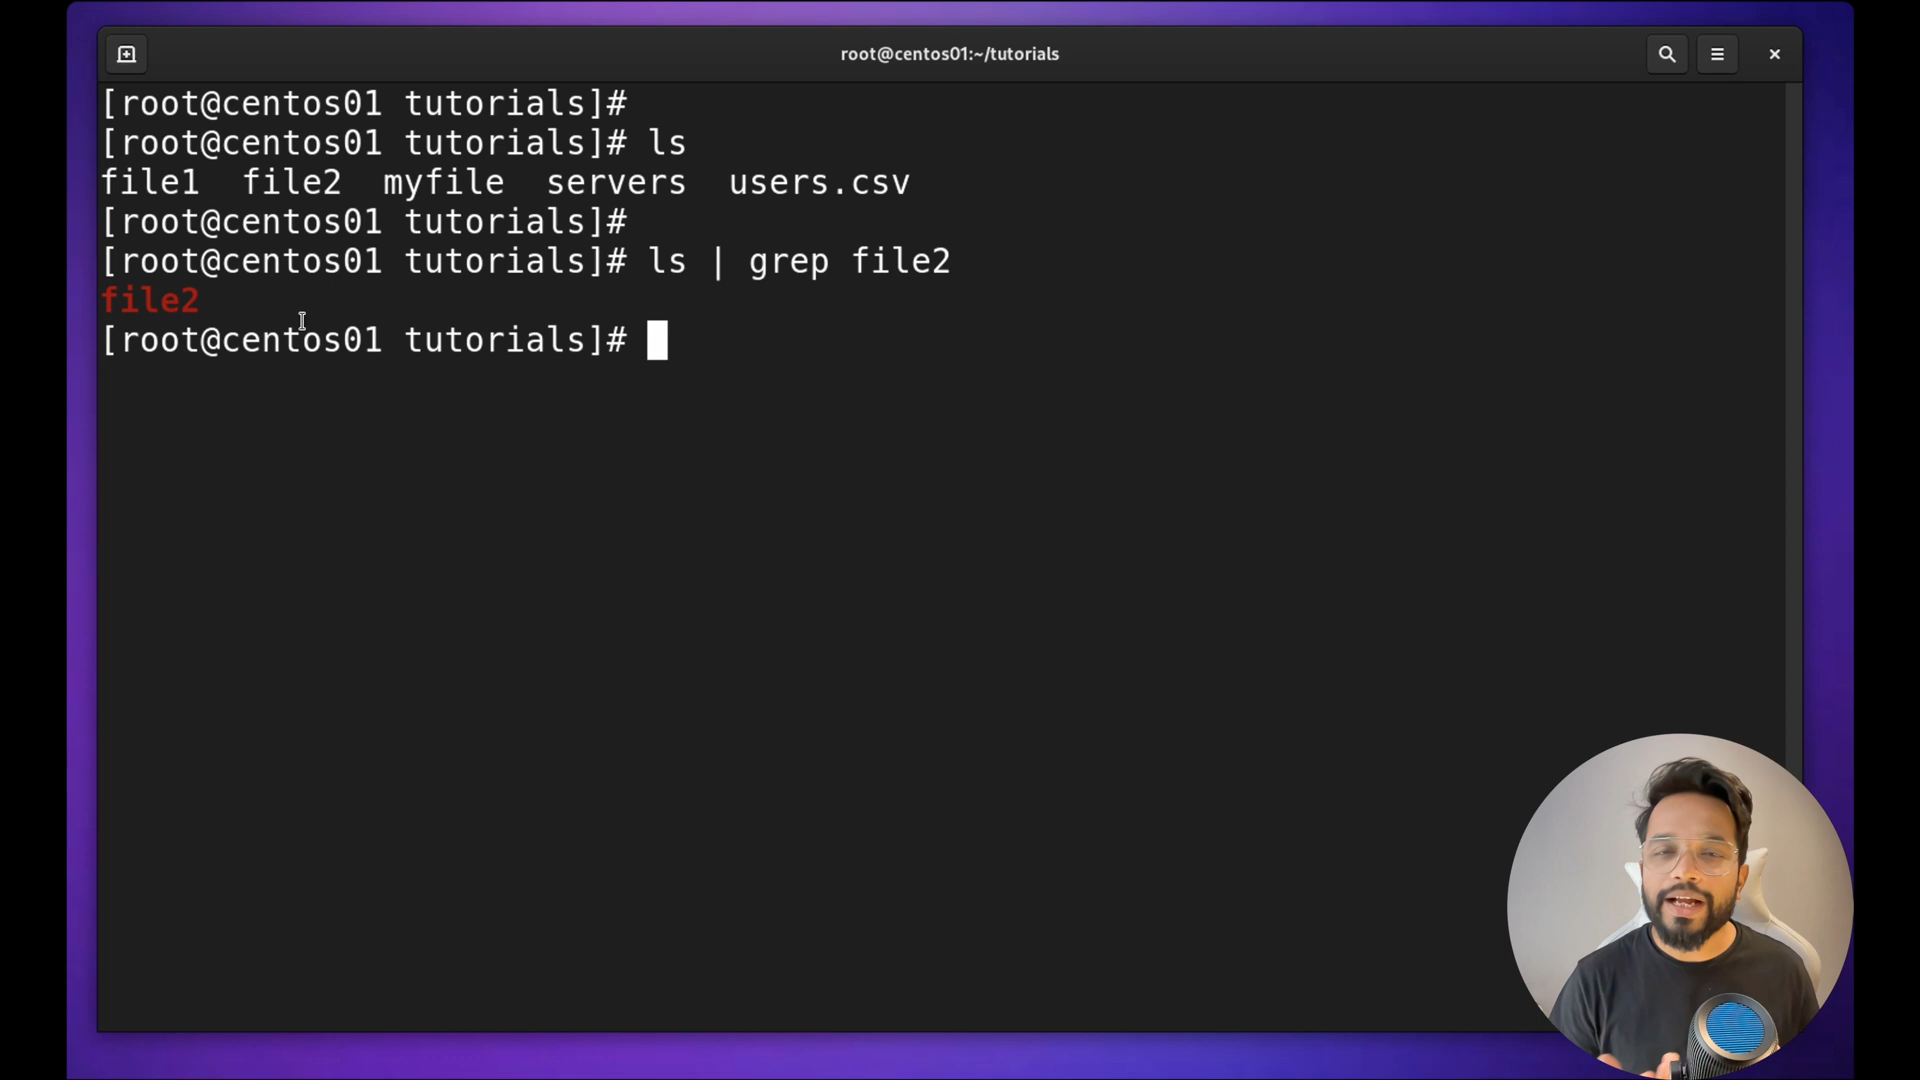 root@centos01:~/tutorials
[root@centos01 tutorials]#
[root@centos01 tutorials]# ls
file1  file2  myfile  servers  users.csv
[root@centos01 tutorials]#
[root@centos01 tutorials]# ls | grep file2
file2
[root@centos01 tutorials]#